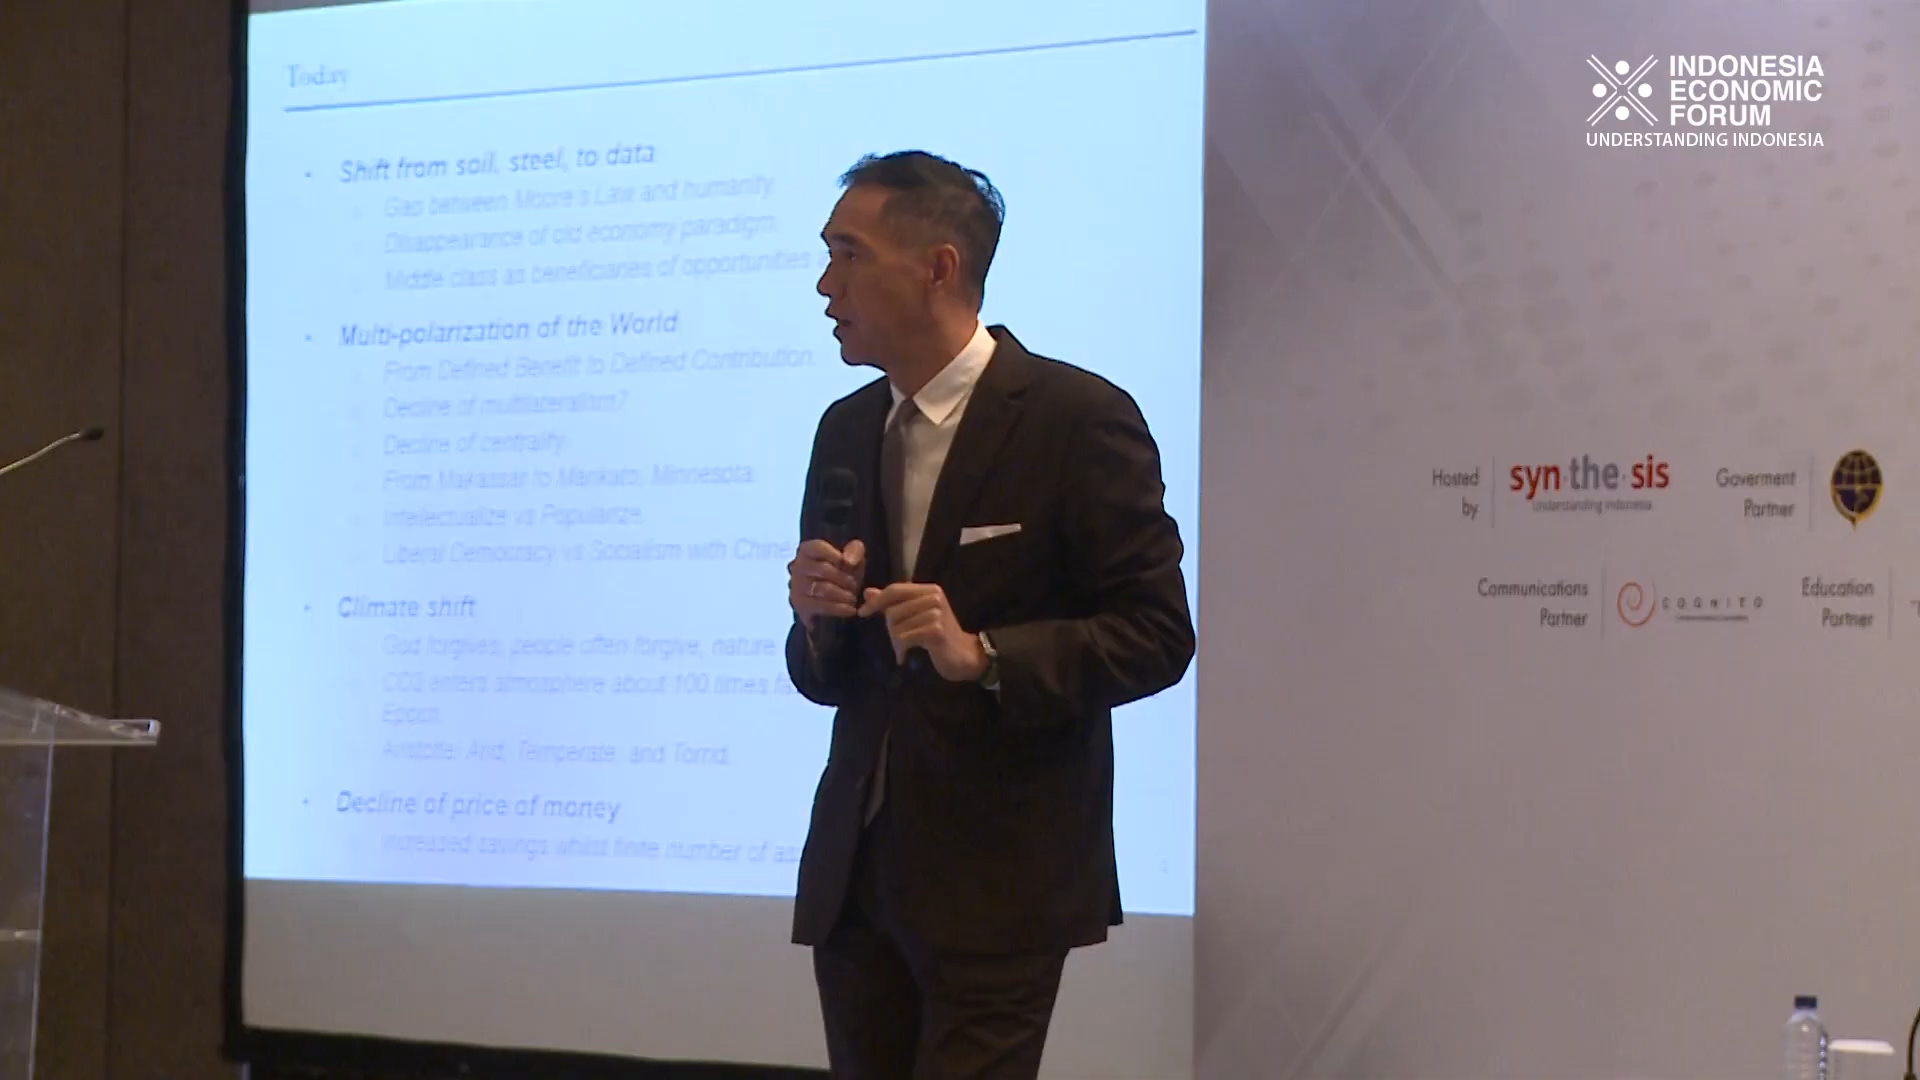 Today
Shift from soil, steel, to data
Gap between Moore's Law and humanity.
Disappearance of old economy paradigm.
Middle class as beneficiaries of opportunities
Multi-polarization of the World
From Defined Benefit to Defined Contribution.
Decline of multilateralism?
Decline of centrality.
From Makassar to Mankato, Minnesota.
Intellectualize vs Popularize.
Liberal Democracy vs Socialism with Chine
Climate shift
God forgives, people often forgive, nature
CO2 enters atmosphere about 100 times fa
Epoch.
Aristotle: Arid, Temperate, and Torrid.
Decline of price of money
Increased savings whilst finite number of as
INDONESIA
ECONOMIC
FORUM
UNDERSTANDING INDONESIA
Hosted
by
syn·the·sis
Understanding Indonesia
Goverment
Partner
Communications
Partner
COGNITO
Education
Partner